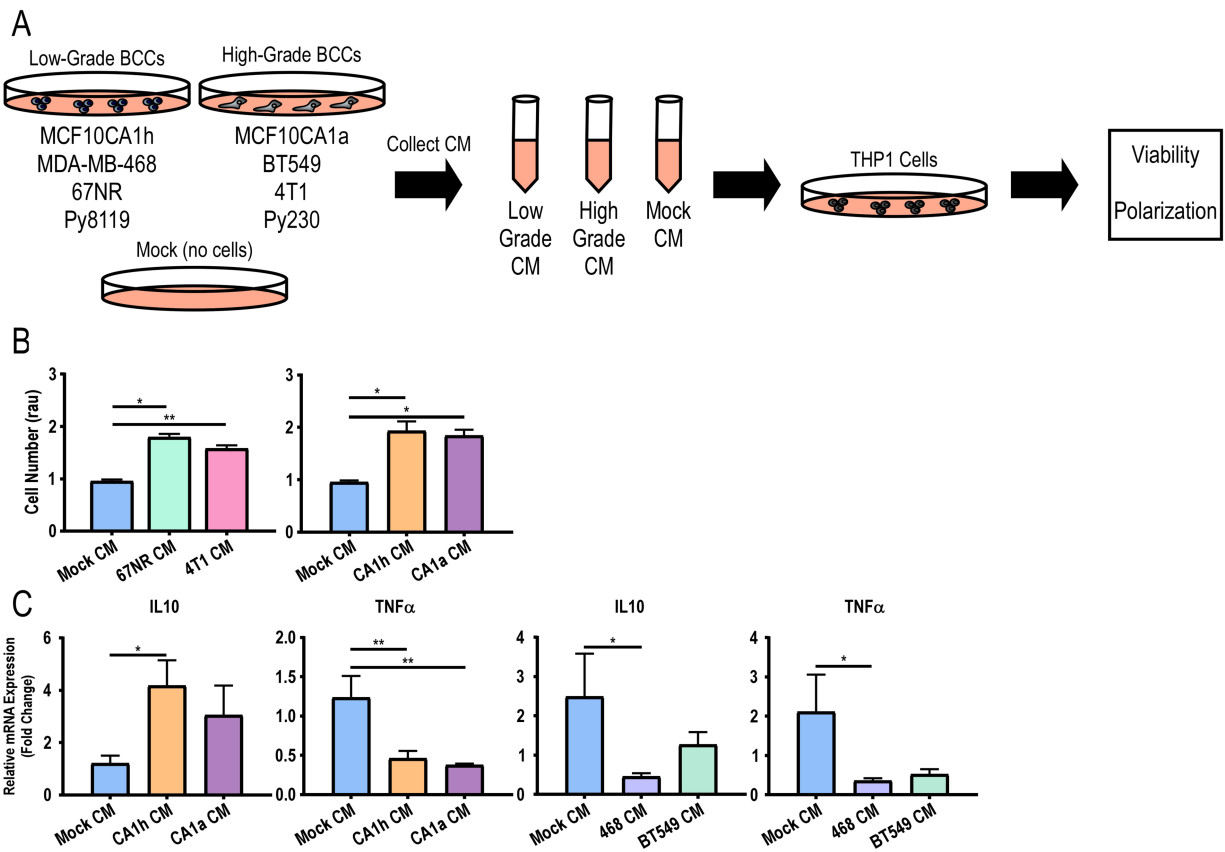 A
Low-Grade BCCs
High-Grade BCCs
MCF10CA1h
MDA-MB-468
67NR
Py8119
MCF10CA1a
BT549
4T1
Py230
Mock (no cells)
Collect CM
Low
Grade
CM
High
Grade
CM
Mock
CM
THP1 Cells
Viability
Polarization
B
Cell Number (rau)
3
2
1
0
*
**
Mock CM
67NR CM
4T1 CM
3
2
1
0
*
*
Mock CM
CA1h CM
CA1a CM
C
IL10
Relative mRNA Expression
(Fold Change)
6
4
2
0
*
Mock CM
CA1h CM
CA1a CM
TNFα
2.0
1.5
1.0
0.5
0.0
**
**
Mock CM
CA1h CM
CA1a CM
IL10
4
3
2
1
0
*
Mock CM
468 CM
BT549 CM
TNFα
4
3
2
1
0
*
Mock CM
468 CM
BT549 CM